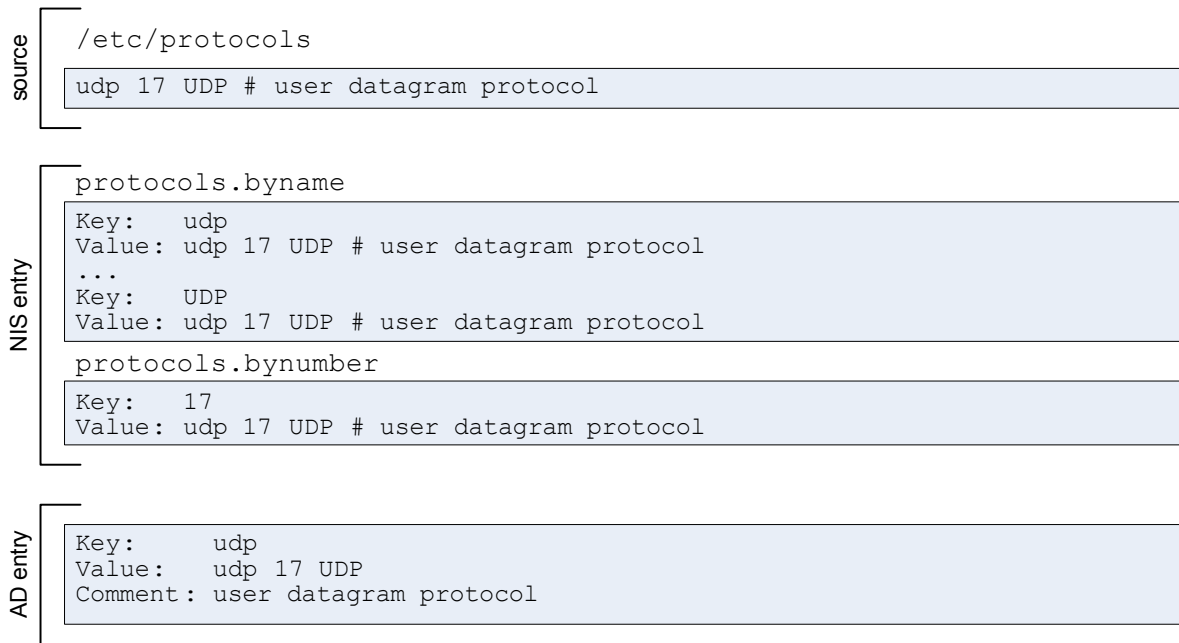 source
/etc/protocols
udp 17 UDP # user datagram protocol
NIS entry
protocols.byname
Key: udp
Value: udp 17 UDP # user datagram protocol
...
Key: UDP
Value: udp 17 UDP # user datagram protocol
protocols.bynumber
Key: 17
Value: udp 17 UDP # user datagram protocol
AD entry
Key: udp
Value: udp 17 UDP
Comment: user datagram protocol